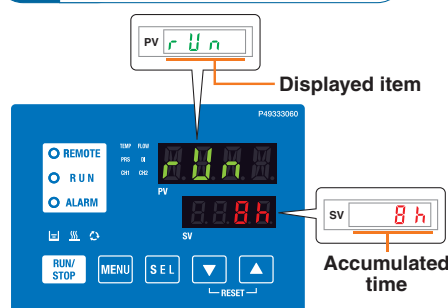 PV rUn
Displayed item
P49333060
REMOTE
RUN
ALARM
TEMP FLOW
PRS DI
CH1 CH2
rUn
PV
8h
SV
SV 8h
Accumulated
time
RUN/
STOP
MENU
SEL
RESET